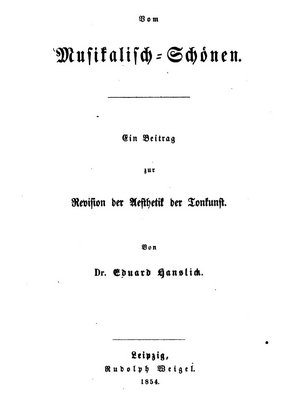 Vom
Musikalisch-Schönen.
Ein Beitrag
zur
Revision der Aesthetik der Tonkunst.
Von
Dr. Eduard Hanslick.
Leipzig,
Rudolph Weigel.
1854.